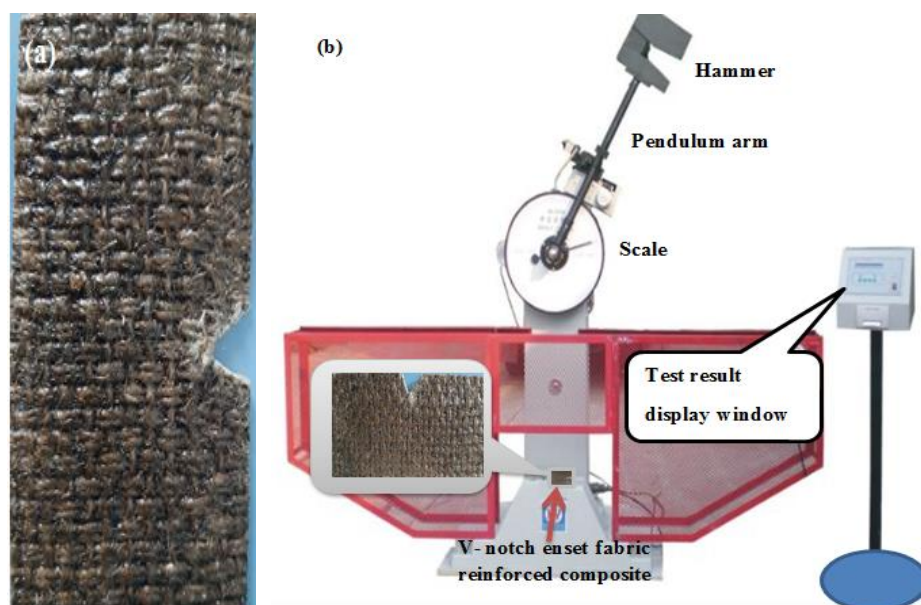 (a)
(b)
Hammer
Pendulum arm
Scale
Test result
display window
V- notch enset fabric
reinforced composite